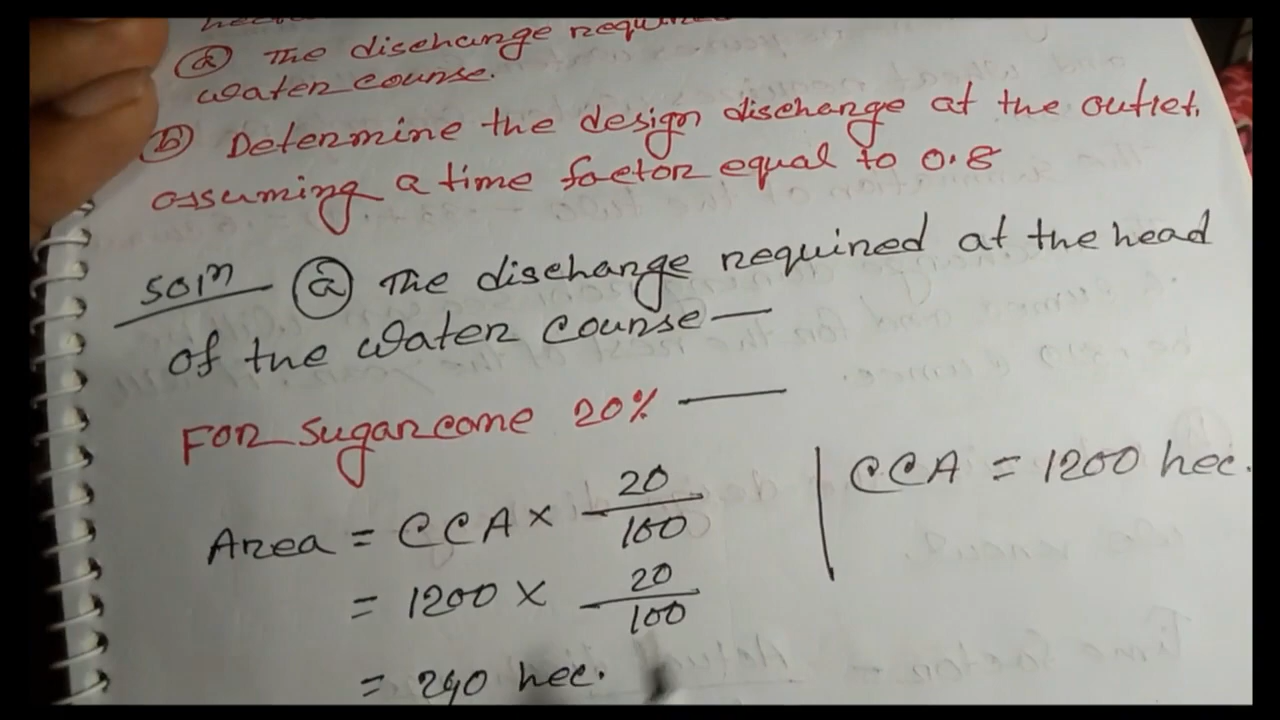 (a) The discharge required
water course.
(b) Determine the design discharge at the outlet,
assuming a time factor equal to 0.8
Soln (a) The discharge required at the head
of the water course —
For sugarcane 20% —
Area = CCA × 20/100
CCA = 1200 hec.
= 1200 × 20/100
= 240 hec.